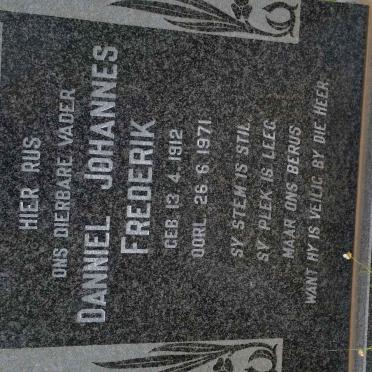 HIER RUS
ONS DIERBARE VADER
DANNIEL JOHANNES
FREDERIK
GEB. 13. 4. 1912
OORL. 26. 6. 1971
SY STEM IS STIL,
SY PLEK IS LEEG,
MAAR ONS BERUS
WANT HY IS VEILIG BY DIE HEER.